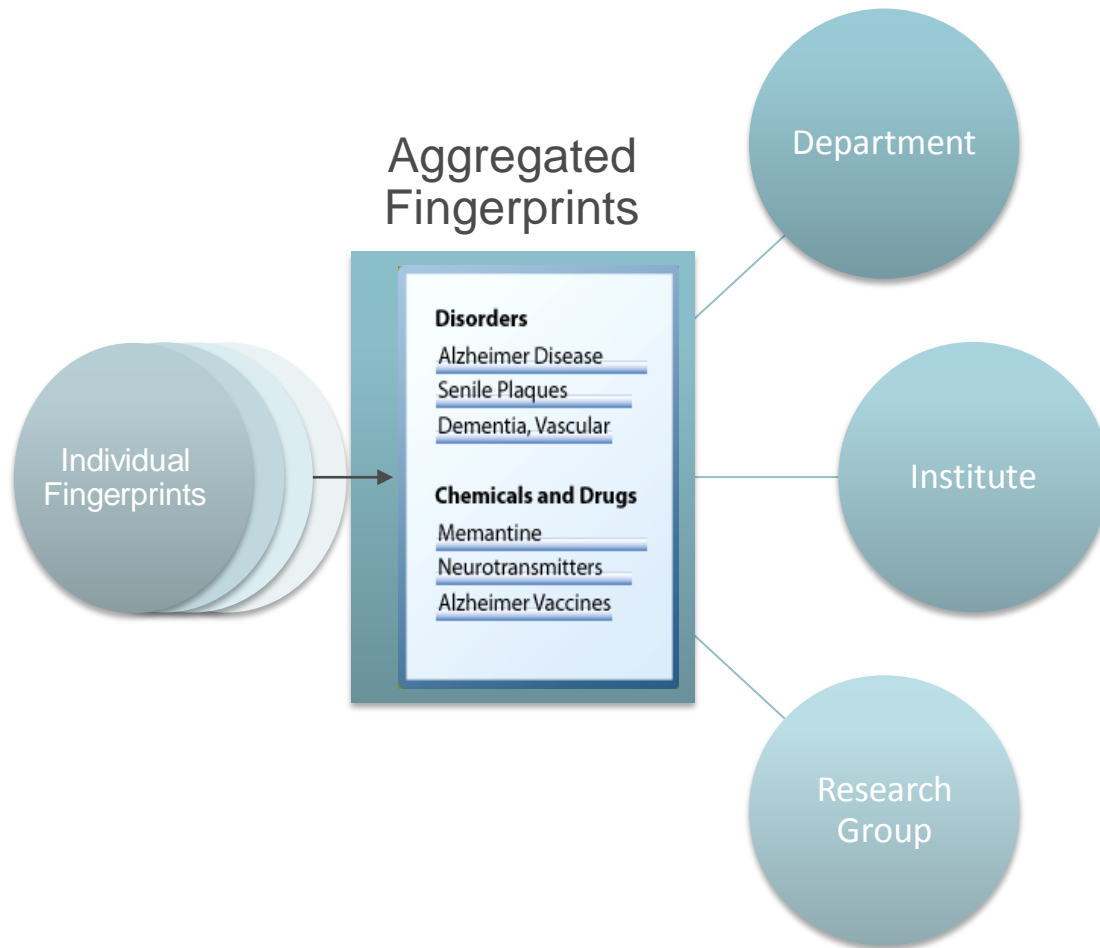 Aggregated
Fingerprints
Individual
Fingerprints
Disorders
Alzheimer Disease
Senile Plaques
Dementia, Vascular
Chemicals and Drugs
Memantine
Neurotransmitters
Alzheimer Vaccines
Department
Institute
Research
Group